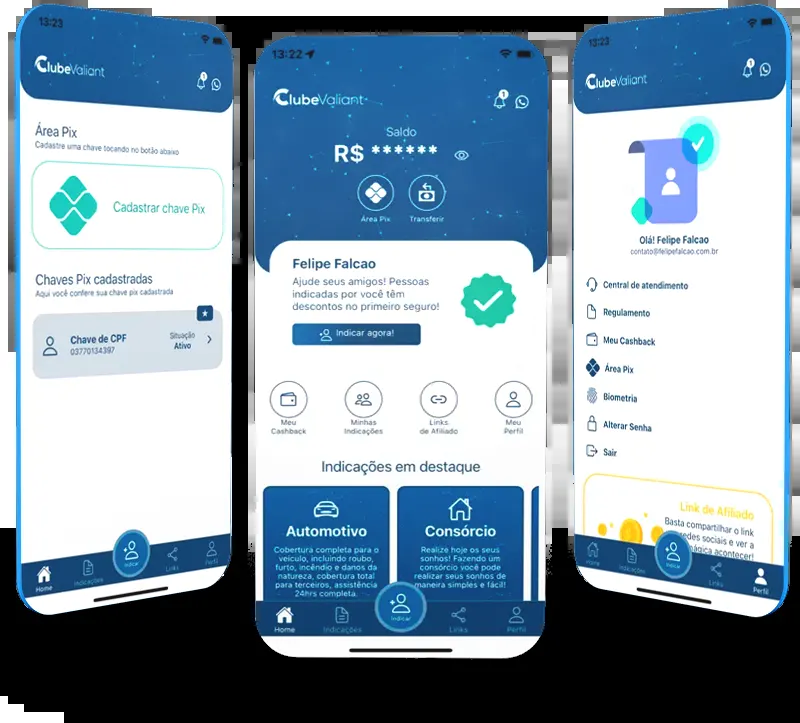 13:23
ClubeValiant
1
Área Pix
Cadastre uma chave tocando no botão abaixo
Cadastrar chave Pix
Chaves Pix cadastradas
Aqui você confere sua chave pix cadastrada
Chave de CPF
03770134397
Situação
Ativo
Home
Indicações
Indicar
Links
Perfil
13:22
ClubeValiant
1
Saldo
R$ ******
Área Pix
Transferir
Felipe Falcao
Ajude seus amigos! Pessoas
indicadas por você têm
descontos no primeiro seguro!
Indicar agora!
Meu
Cashback
Minhas
Indicações
Links
de Afiliado
Meu
Perfil
Indicações em destaque
Automotivo
Cobertura completa para o
veículo, incluindo roubo,
furto, incêndio e danos da
natureza, cobertura total
para terceiros, assistência
24hrs completa.
Consórcio
Realize hoje os seus
sonhos! Fazendo um
consórcio você pode
realizar seus sonhos de
maneira simples e fácil!
Home
Indicações
Indicar
Links
Perfil
13:23
ClubeValiant
1
Olá! Felipe Falcao
contato@felipefalcao.com.br
Central de atendimento
Regulamento
Meu Cashback
Área Pix
Biometria
Alterar Senha
Sair
Link de Afiliado
Basta compartilhar o link
redes sociais e ver a
mágica acontecer!
Home
Indicações
Indicar
Links
Perfil